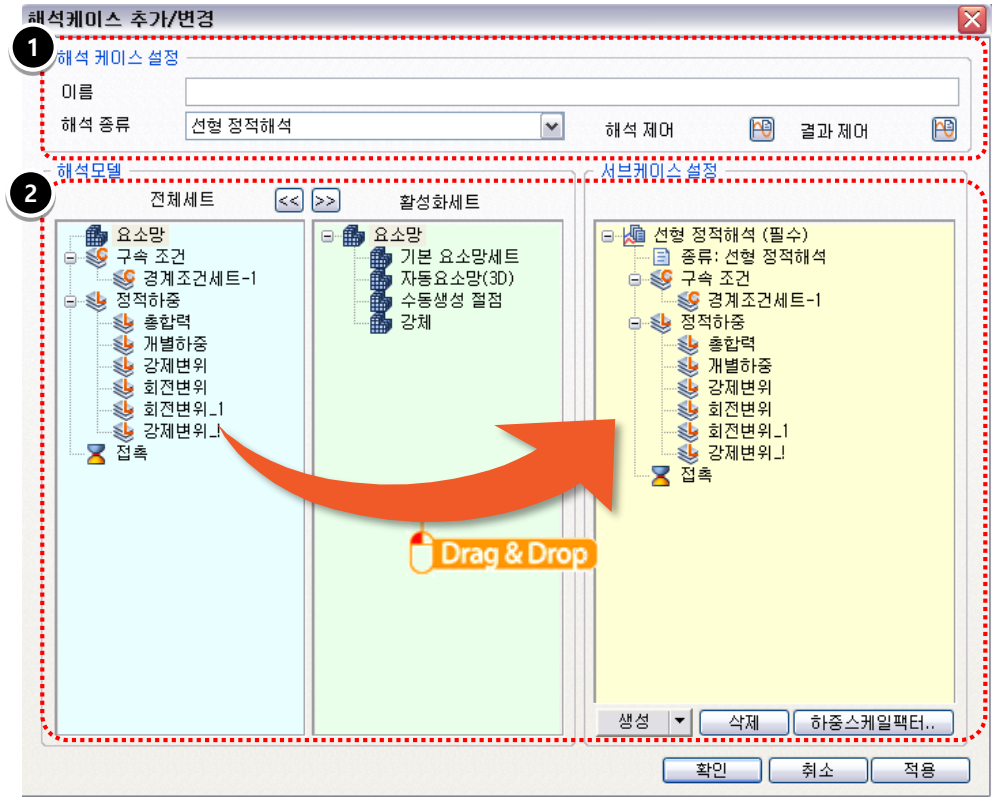 해석케이스 추가/변경
1
해석 케이스 설정
이름
해석 종류 선형 정적해석 해석 제어 결과 제어
해석모델
서브케이스 설정
2
전체세트 << >> 활성화세트
요소망
구속 조건
경계조건세트-1
정적하중
총합력
개별하중
강제변위
회전변위
회전변위_1
강제변위_!
접촉
요소망
기본 요소망세트
자동요소망(3D)
수동생성 절점
강체
선형 정적해석 (필수)
종류: 선형 정적해석
구속 조건
경계조건세트-1
정적하중
총합력
개별하중
강제변위
회전변위
회전변위_1
강제변위_!
접촉
Drag & Drop
생성 삭제 하중스케일팩터..
확인 취소 적용